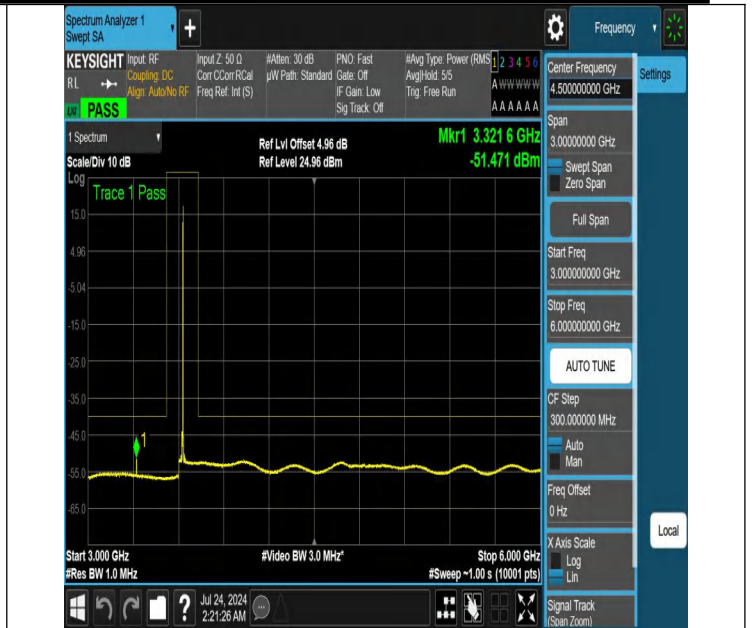 Spectrum Analyzer 1
Swept SA
+
Frequency
KEYSIGHT
Input: RF
Input Z: 50 Ω
#Atten: 30 dB
PNO: Fast
#Avg Type: Power (RMS
1 2 3 4 5 6
RL
Coupling: DC
Corr CCorr RCal
µW Path: Standard
Gate: Off
Avg|Hold: 5/5
A W W W W W
Align: Auto/No RF
Freq Ref: Int (S)
IF Gain: Low
Trig: Free Run
Sig Track: Off
A A A A A A
LXI
PASS
1 Spectrum
Ref Lvl Offset 4.96 dB
Mkr1 3.321 6 GHz
Scale/Div 10 dB
Ref Level 24.96 dBm
-51.471 dBm
Log
Trace 1 Pass
15.0
4.96
-5.04
-15.0
-25.0
-35.0
-45.0
1
-55.0
-65.0
Start 3.000 GHz
#Video BW 3.0 MHz*
Stop 6.000 GHz
#Res BW 1.0 MHz
#Sweep ~1.00 s (10001 pts)
Center Frequency
4.500000000 GHz
Settings
Span
3.00000000 GHz
Swept Span
Zero Span
Full Span
Start Freq
3.000000000 GHz
Stop Freq
6.000000000 GHz
AUTO TUNE
CF Step
300.000000 MHz
Auto
Man
Freq Offset
0 Hz
X Axis Scale
Log
Lin
Local
Signal Track
(Span Zoom)
?
Jul 24, 2024
2:21:26 AM